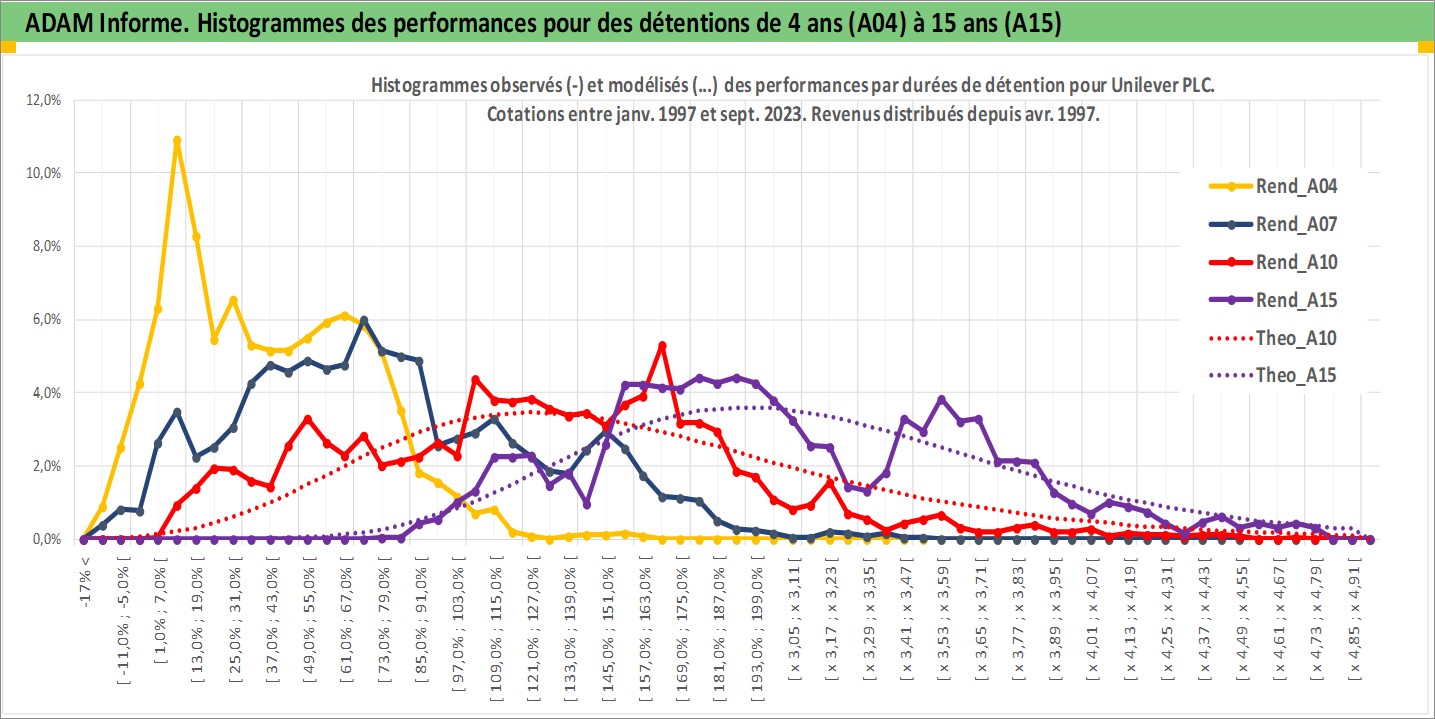 ADAM Informe. Histogrammes des performances pour des détentions de 4 ans (A04) à 15 ans (A15)
Histogrammes observés (-) et modélisés (...) des performances par durées de détention pour Unilever PLC.
Cotations entre janv. 1997 et sept. 2023. Revenus distribués depuis avr. 1997.
12,0%
10,0%
8,0%
6,0%
4,0%
2,0%
0,0%
Rend_A04
Rend_A07
Rend_A10
Rend_A15
Theo_A10
Theo_A15
-17% <
[ -11,0% ; -5,0% [
[ 1,0% ; 7,0% [
[ 13,0% ; 19,0% [
[ 25,0% ; 31,0% [
[ 37,0% ; 43,0% [
[ 49,0% ; 55,0% [
[ 61,0% ; 67,0% [
[ 73,0% ; 79,0% [
[ 85,0% ; 91,0% [
[ 97,0% ; 103,0% [
[ 109,0% ; 115,0% [
[ 121,0% ; 127,0% [
[ 133,0% ; 139,0% [
[ 145,0% ; 151,0% [
[ 157,0% ; 163,0% [
[ 169,0% ; 175,0% [
[ 181,0% ; 187,0% [
[ 193,0% ; 199,0% [
[ x 3,05 ; x 3,11 [
[ x 3,17 ; x 3,23 [
[ x 3,29 ; x 3,35 [
[ x 3,41 ; x 3,47 [
[ x 3,53 ; x 3,59 [
[ x 3,65 ; x 3,71 [
[ x 3,77 ; x 3,83 [
[ x 3,89 ; x 3,95 [
[ x 4,01 ; x 4,07 [
[ x 4,13 ; x 4,19 [
[ x 4,25 ; x 4,31 [
[ x 4,37 ; x 4,43 [
[ x 4,49 ; x 4,55 [
[ x 4,61 ; x 4,67 [
[ x 4,73 ; x 4,79 [
[ x 4,85 ; x 4,91 [